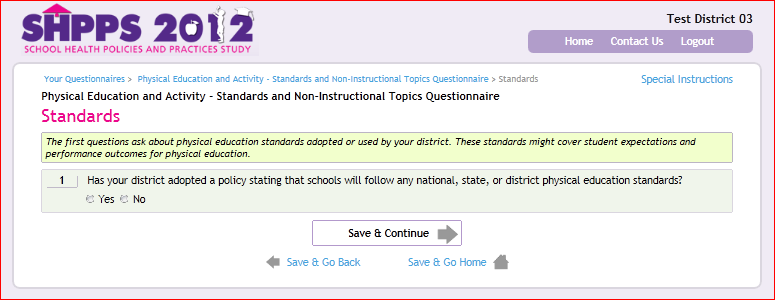 SHPPS 2012
SCHOOL HEALTH POLICIES AND PRACTICES STUDY
Test District 03
Home Contact Us Logout
Your Questionnaires > Physical Education and Activity - Standards and Non-Instructional Topics Questionnaire > Standards
Special Instructions
Physical Education and Activity - Standards and Non-Instructional Topics Questionnaire
Standards
The first questions ask about physical education standards adopted or used by your district. These standards might cover student expectations and
performance outcomes for physical education.
1 Has your district adopted a policy stating that schools will follow any national, state, or district physical education standards?
Yes No
Save & Continue
Save & Go Back Save & Go Home